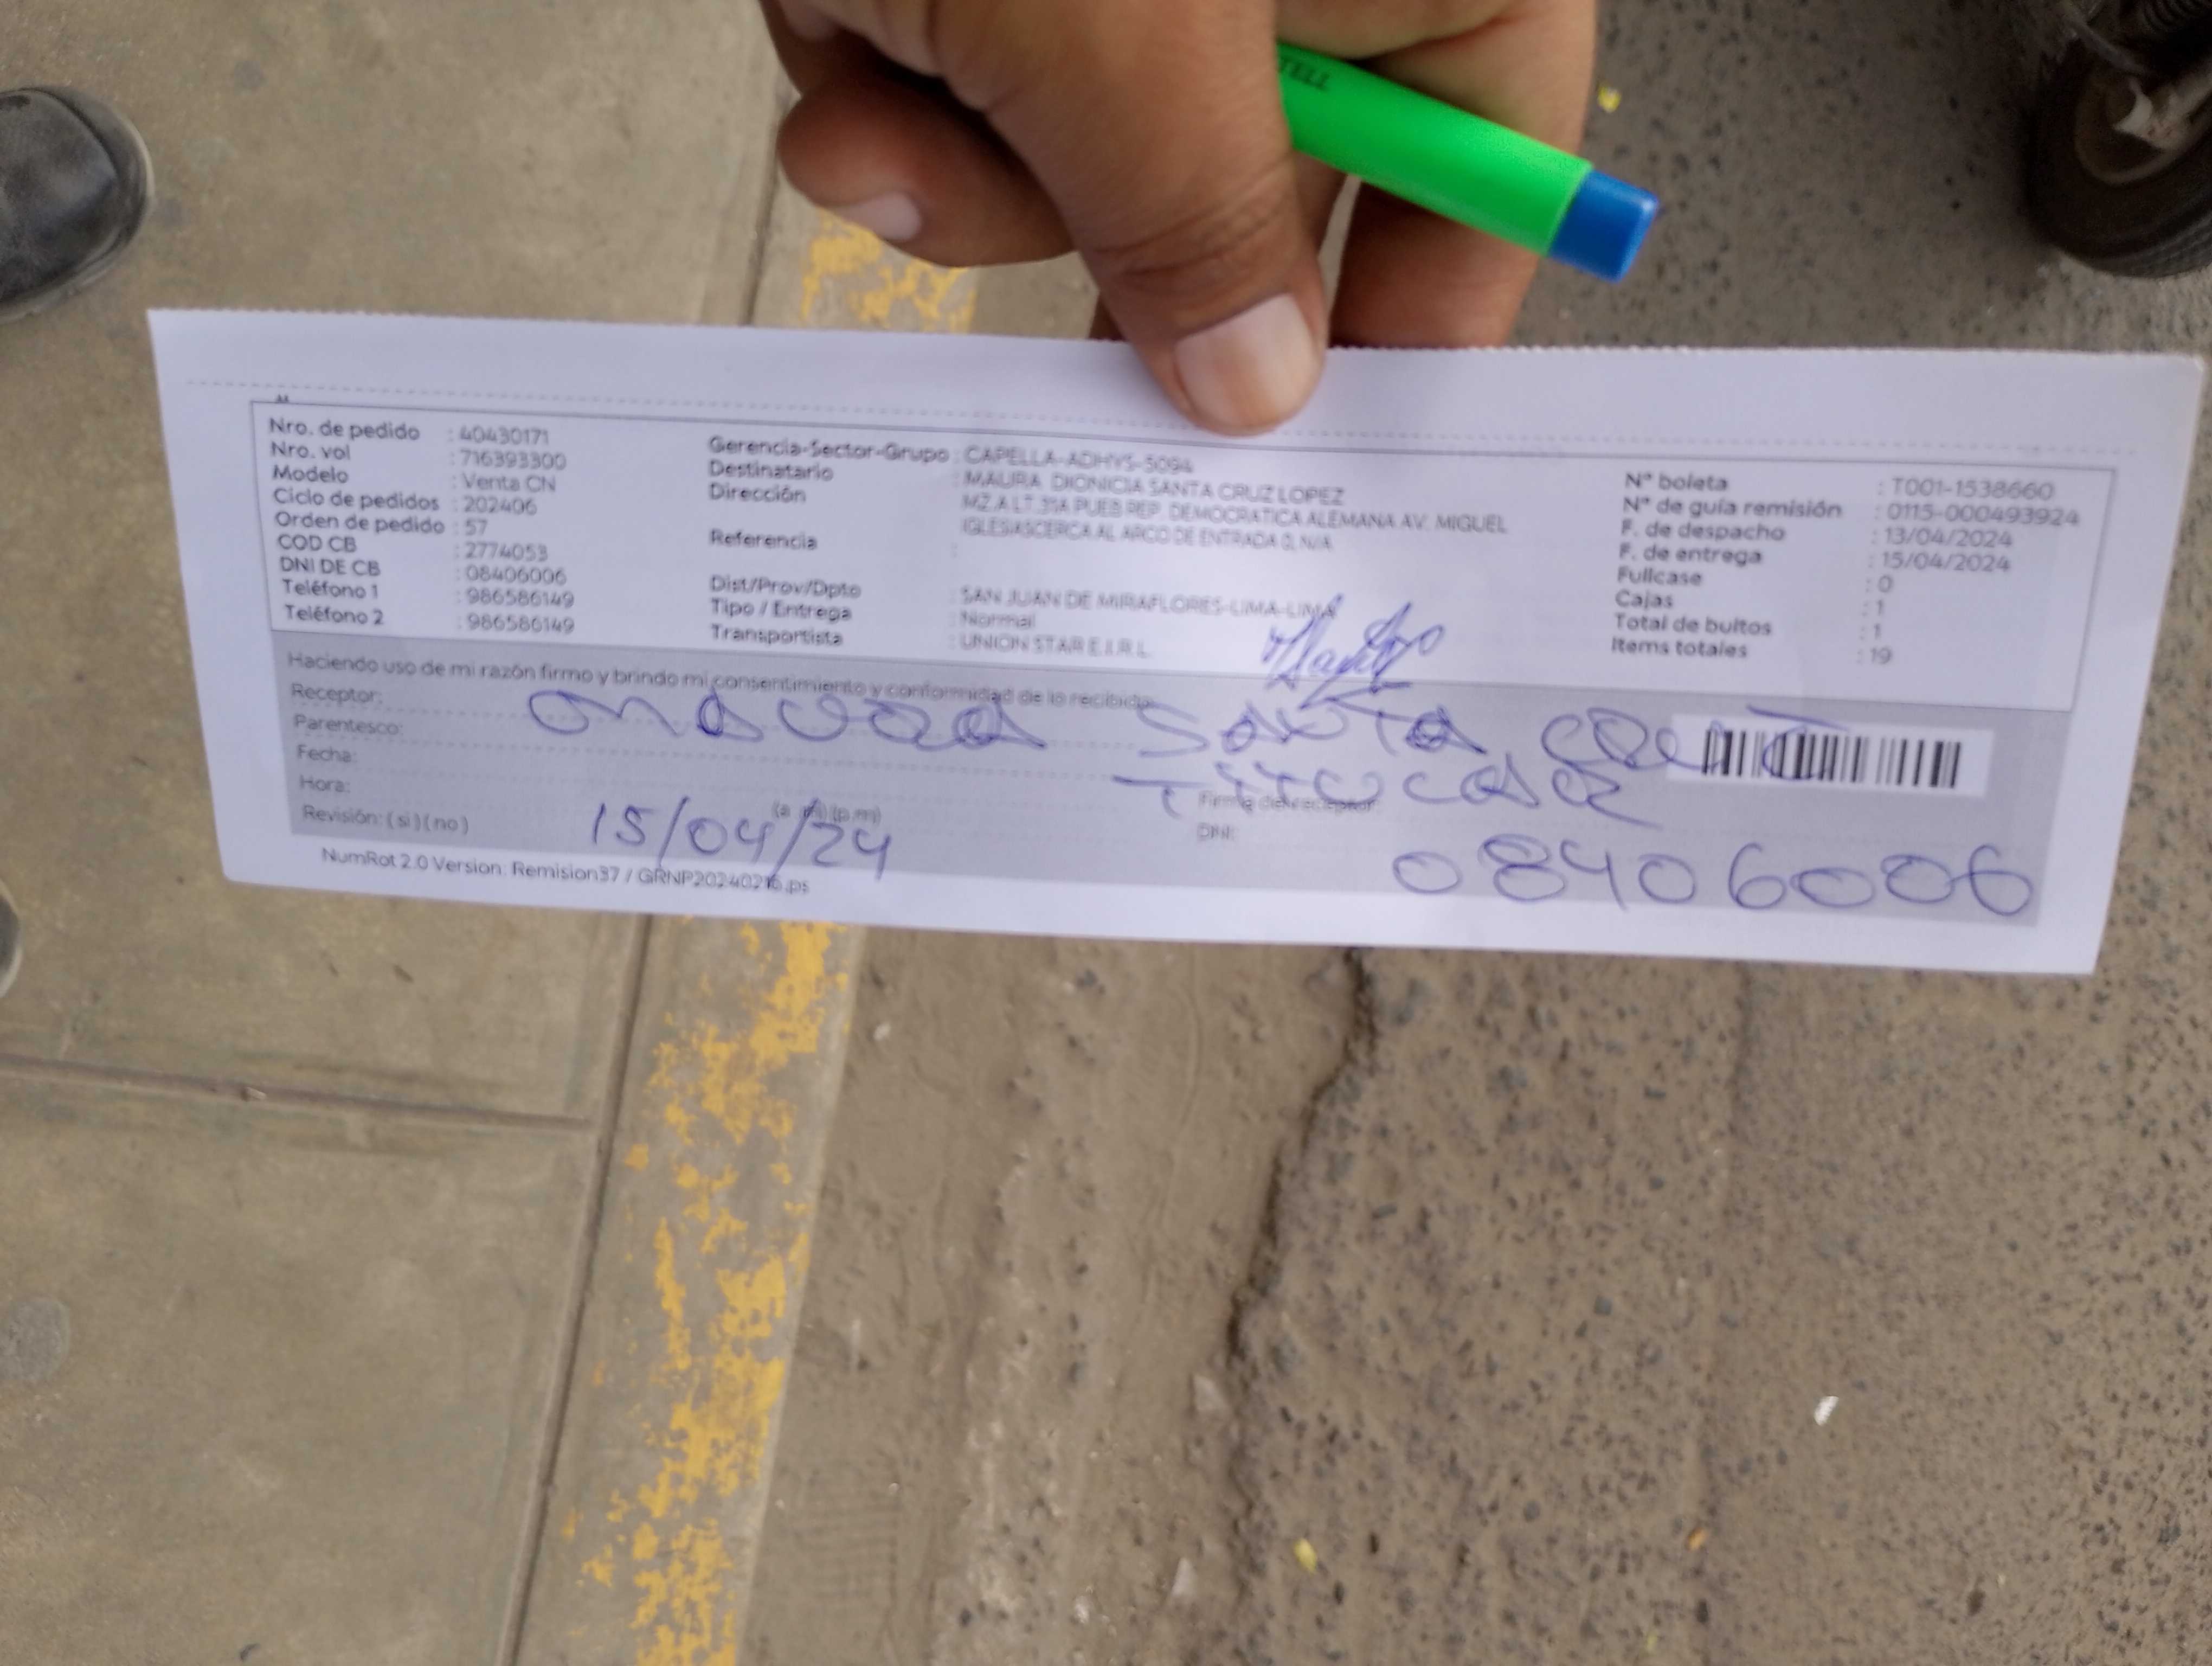 TELL
Nro. de pedido : 40430171
Nro. vol : 716393300
Modelo : Venta CN
Ciclo de pedidos : 202406
Orden de pedido : 57
COD CB : 2774053
DNI DE CB : 08406006
Teléfono 1 : 986586149
Teléfono 2 : 986586149
Gerencia-Sector-Grupo : CAPELLA-ADHYS-5094
Destinatario : MAURA DIONICIA SANTA CRUZ LOPEZ
Dirección MZ.A LT.31A PUEB REP. DEMOCRATICA ALEMANA AV. MIGUEL
IGLESIASCERCA AL ARCO DE ENTRADA 0, N/A
Referencia :
Dist/Prov/Dpto : SAN JUAN DE MIRAFLORES-LIMA-LIMA
Tipo / Entrega : Normal
Transportista : UNION STAR E.I.R.L.
N° boleta : T001-1538660
N° de guía remisión : 0115-000493924
F. de despacho : 13/04/2024
F. de entrega : 15/04/2024
Fullcase : 0
Cajas : 1
Total de bultos : 1
Items totales : 19
Haciendo uso de mi razón firmo y brindo mi consentimiento y conformidad de lo recibido
Receptor: MAURA SANTA CRUZ
Parentesco: TITULAR
Fecha:
Hora: (a.m) (p.m) 15/04/24
Firma del receptor
Revisión: ( si ) ( no )
DNI: 08406006
NumRot 2.0 Version: Remision37 / GRNP20240216.ps